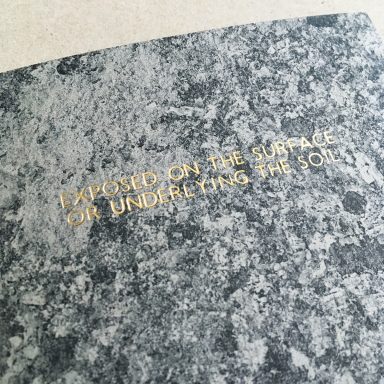 EXPOSED ON THE SURFACE
OR UNDERLYING THE SOIL